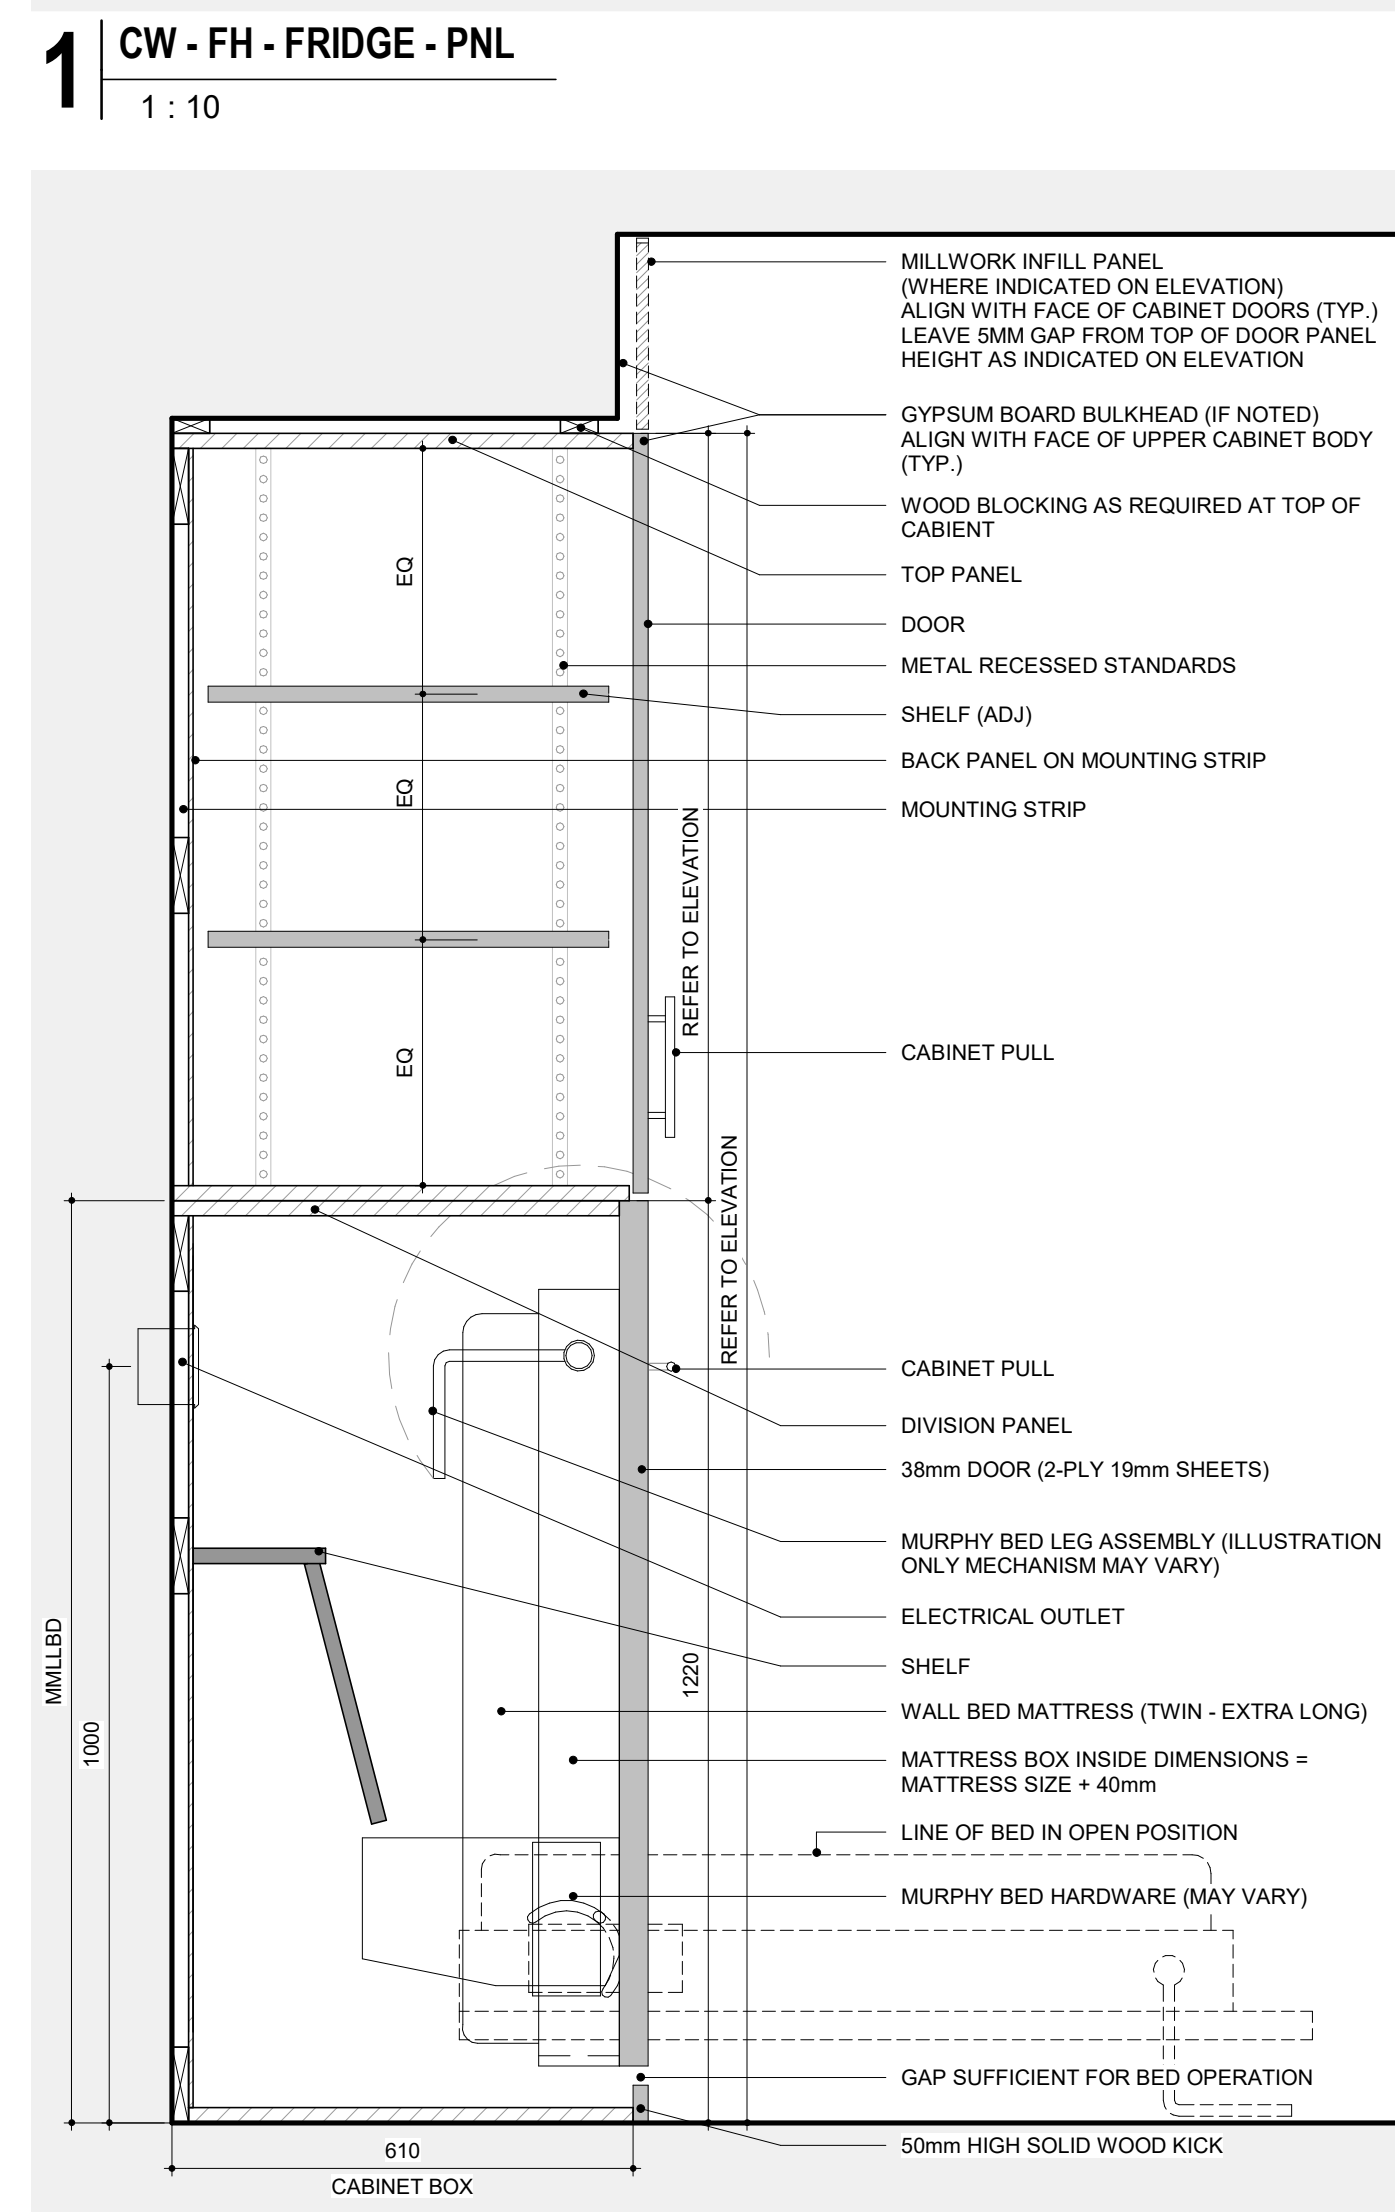 1
CW - FH - FRIDGE - PNL
1 : 10
MILLWORK INFILL PANEL
(WHERE INDICATED ON ELEVATION)
ALIGN WITH FACE OF CABINET DOORS (TYP.)
LEAVE 5MM GAP FROM TOP OF DOOR PANEL
HEIGHT AS INDICATED ON ELEVATION
GYPSUM BOARD BULKHEAD (IF NOTED)
ALIGN WITH FACE OF UPPER CABINET BODY
(TYP.)
WOOD BLOCKING AS REQUIRED AT TOP OF
CABIENT
TOP PANEL
DOOR
METAL RECESSED STANDARDS
SHELF (ADJ)
BACK PANEL ON MOUNTING STRIP
MOUNTING STRIP
EQ
EQ
EQ
REFER TO ELEVATION
CABINET PULL
REFER TO ELEVATION
CABINET PULL
DIVISION PANEL
38mm DOOR (2-PLY 19mm SHEETS)
MURPHY BED LEG ASSEMBLY (ILLUSTRATION
ONLY MECHANISM MAY VARY)
ELECTRICAL OUTLET
SHELF
WALL BED MATTRESS (TWIN - EXTRA LONG)
MATTRESS BOX INSIDE DIMENSIONS =
MATTRESS SIZE + 40mm
LINE OF BED IN OPEN POSITION
MURPHY BED HARDWARE (MAY VARY)
GAP SUFFICIENT FOR BED OPERATION
50mm HIGH SOLID WOOD KICK
MMLLBD
1000
1220
610
CABINET BOX